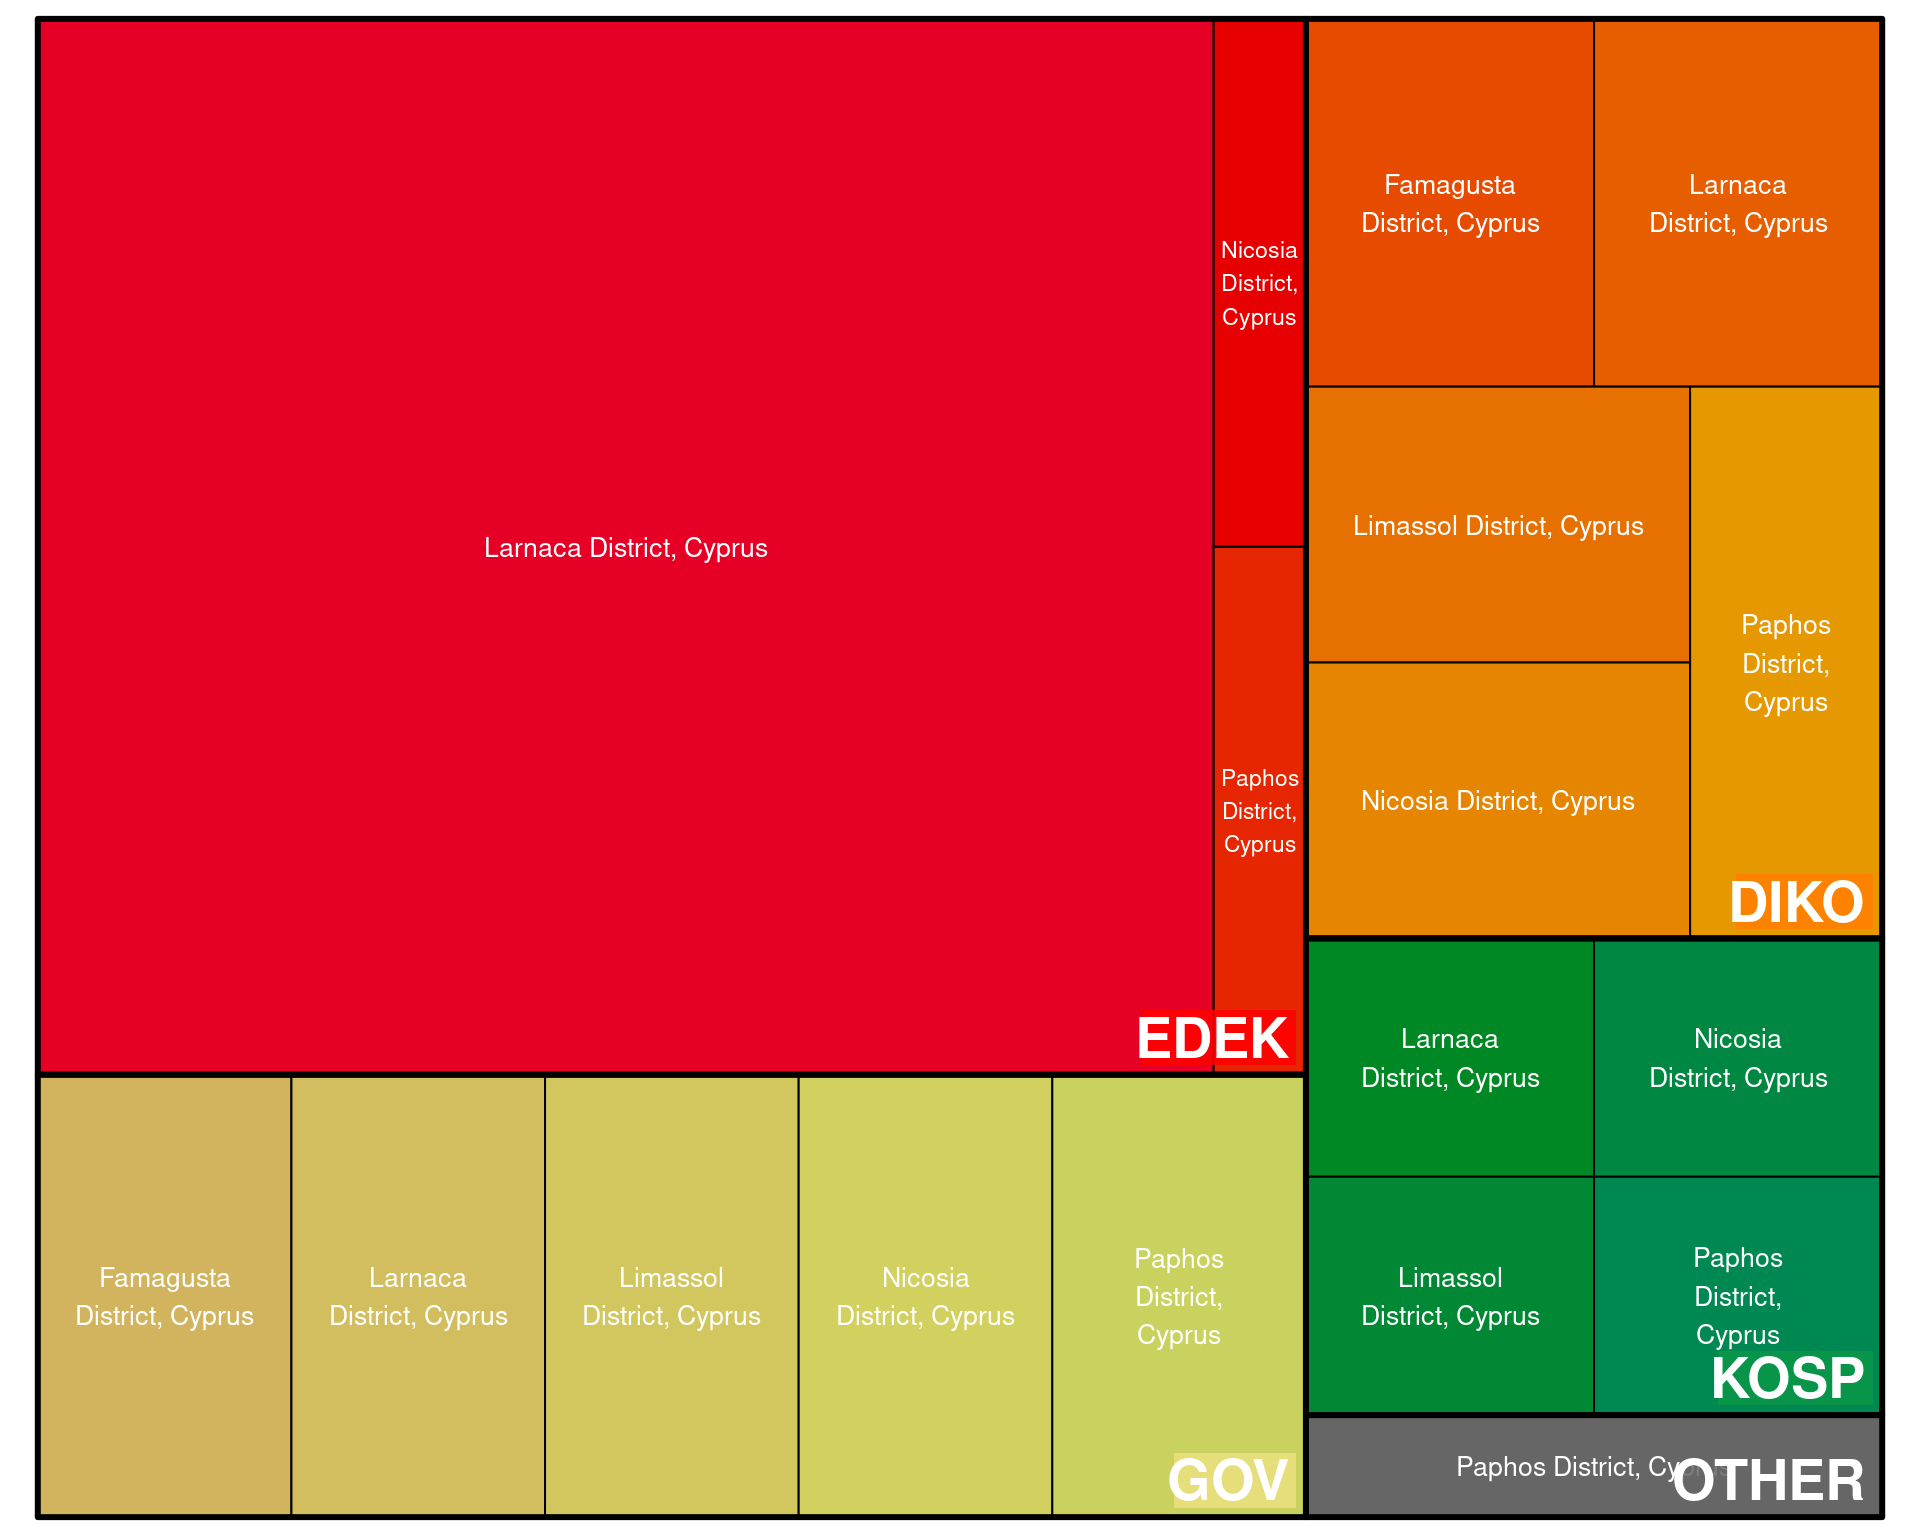 Larnaca District, Cyprus
Nicosia
District,
Cyprus
Paphos
District,
Cyprus
EDEK
Famagusta
District, Cyprus
Larnaca
District, Cyprus
Limassol District, Cyprus
Nicosia District, Cyprus
Paphos
District,
Cyprus
DIKO
Famagusta
District, Cyprus
Larnaca
District, Cyprus
Limassol
District, Cyprus
Nicosia
District, Cyprus
Paphos
District,
Cyprus
GOV
Larnaca
District, Cyprus
Nicosia
District, Cyprus
Limassol
District, Cyprus
Paphos
District,
Cyprus
KOSP
Paphos District,
OTHER